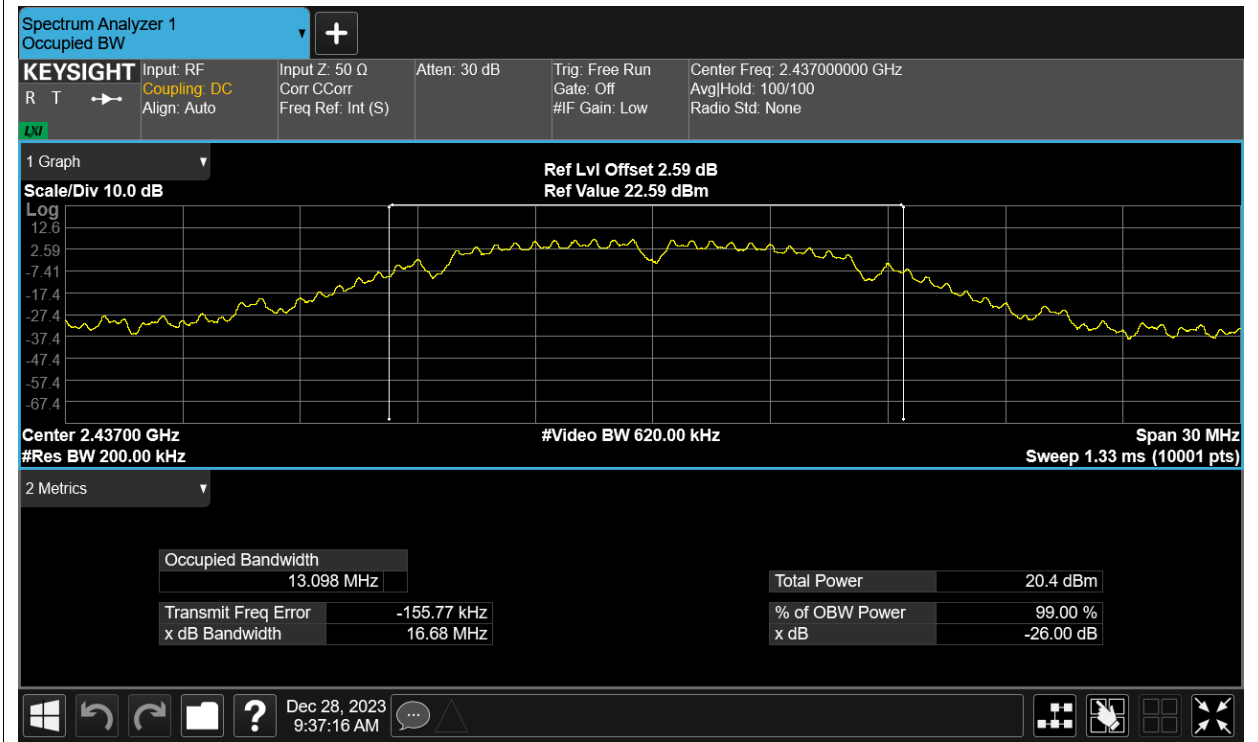 Spectrum Analyzer 1
Occupied BW
KEYSIGHT
R T
LXI
Input: RF
Coupling: DC
Align: Auto
Input Z: 50 Ω
Corr CCorr
Freq Ref: Int (S)
Atten: 30 dB
Trig: Free Run
Gate: Off
#IF Gain: Low
Center Freq: 2.437000000 GHz
Avg|Hold: 100/100
Radio Std: None
1 Graph
Scale/Div 10.0 dB
Ref Lvl Offset 2.59 dB
Ref Value 22.59 dBm
Log
12.6
2.59
-7.41
-17.4
-27.4
-37.4
-47.4
-57.4
-67.4
Center 2.43700 GHz
#Video BW 620.00 kHz
Span 30 MHz
#Res BW 200.00 kHz
Sweep 1.33 ms (10001 pts)
2 Metrics
Occupied Bandwidth
13.098 MHz
Total Power 20.4 dBm
Transmit Freq Error -155.77 kHz
% of OBW Power 99.00 %
x dB Bandwidth 16.68 MHz
x dB -26.00 dB
?
Dec 28, 2023
9:37:16 AM